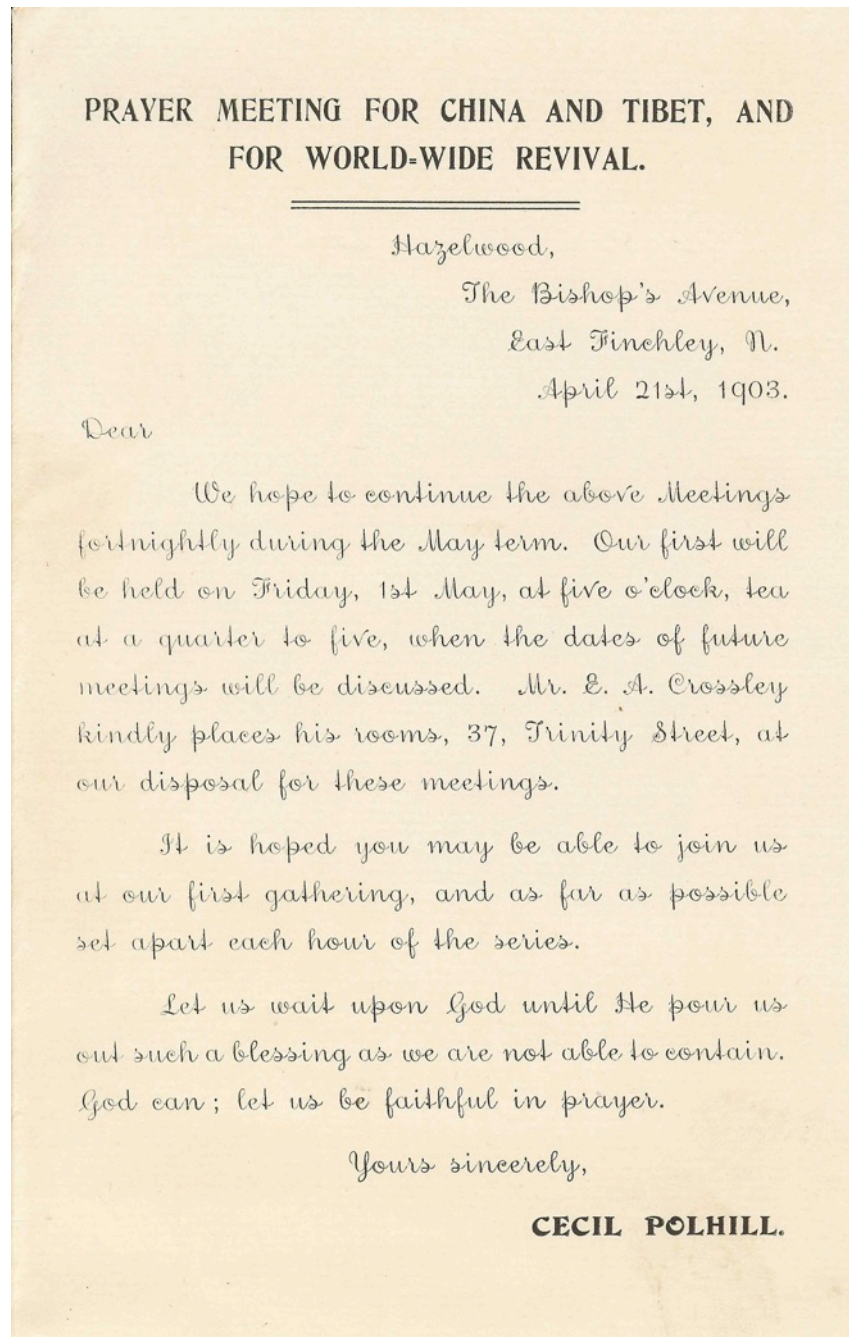 PRAYER MEETING FOR CHINA AND TIBET, AND
FOR WORLD=WIDE REVIVAL.
Hazelwood,
The Bishop's Avenue,
East Finchley, N.
April 21st, 1903.
Dear
We hope to continue the above Meetings
fortnightly during the May term. Our first will
be held on Friday, 1st May, at five o'clock, tea
at a quarter to five, when the dates of future
meetings will be discussed. Mr. E. A. Crossley
kindly places his rooms, 37, Trinity Street, at
our disposal for these meetings.
It is hoped you may be able to join us
at our first gathering, and as far as possible
set apart each hour of the series.
Let us wait upon God until He pour us
out such a blessing as we are not able to contain.
God can; let us be faithful in prayer.
Yours sincerely,
CECIL POLHILL.